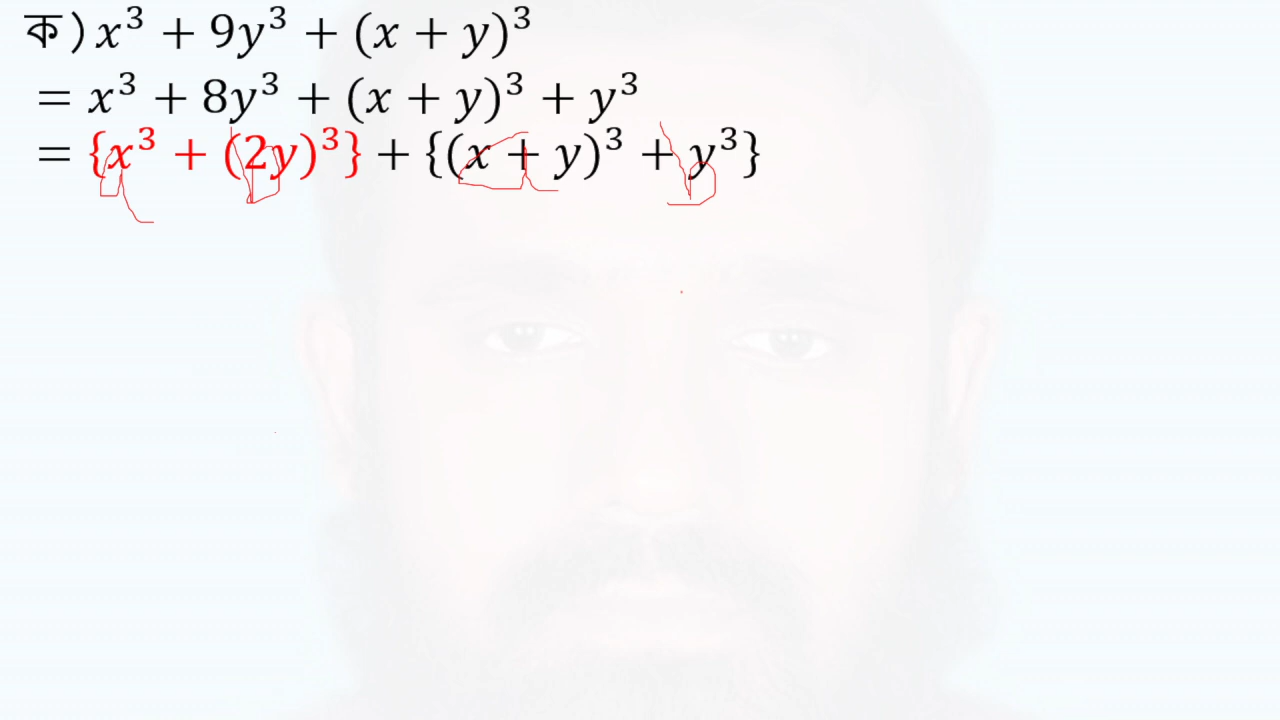 ক) x³ + 9y³ + (x + y)³
= x³ + 8y³ + (x + y)³ + y³
= {x³ + (2y)³} + {(x + y)³ + y³}